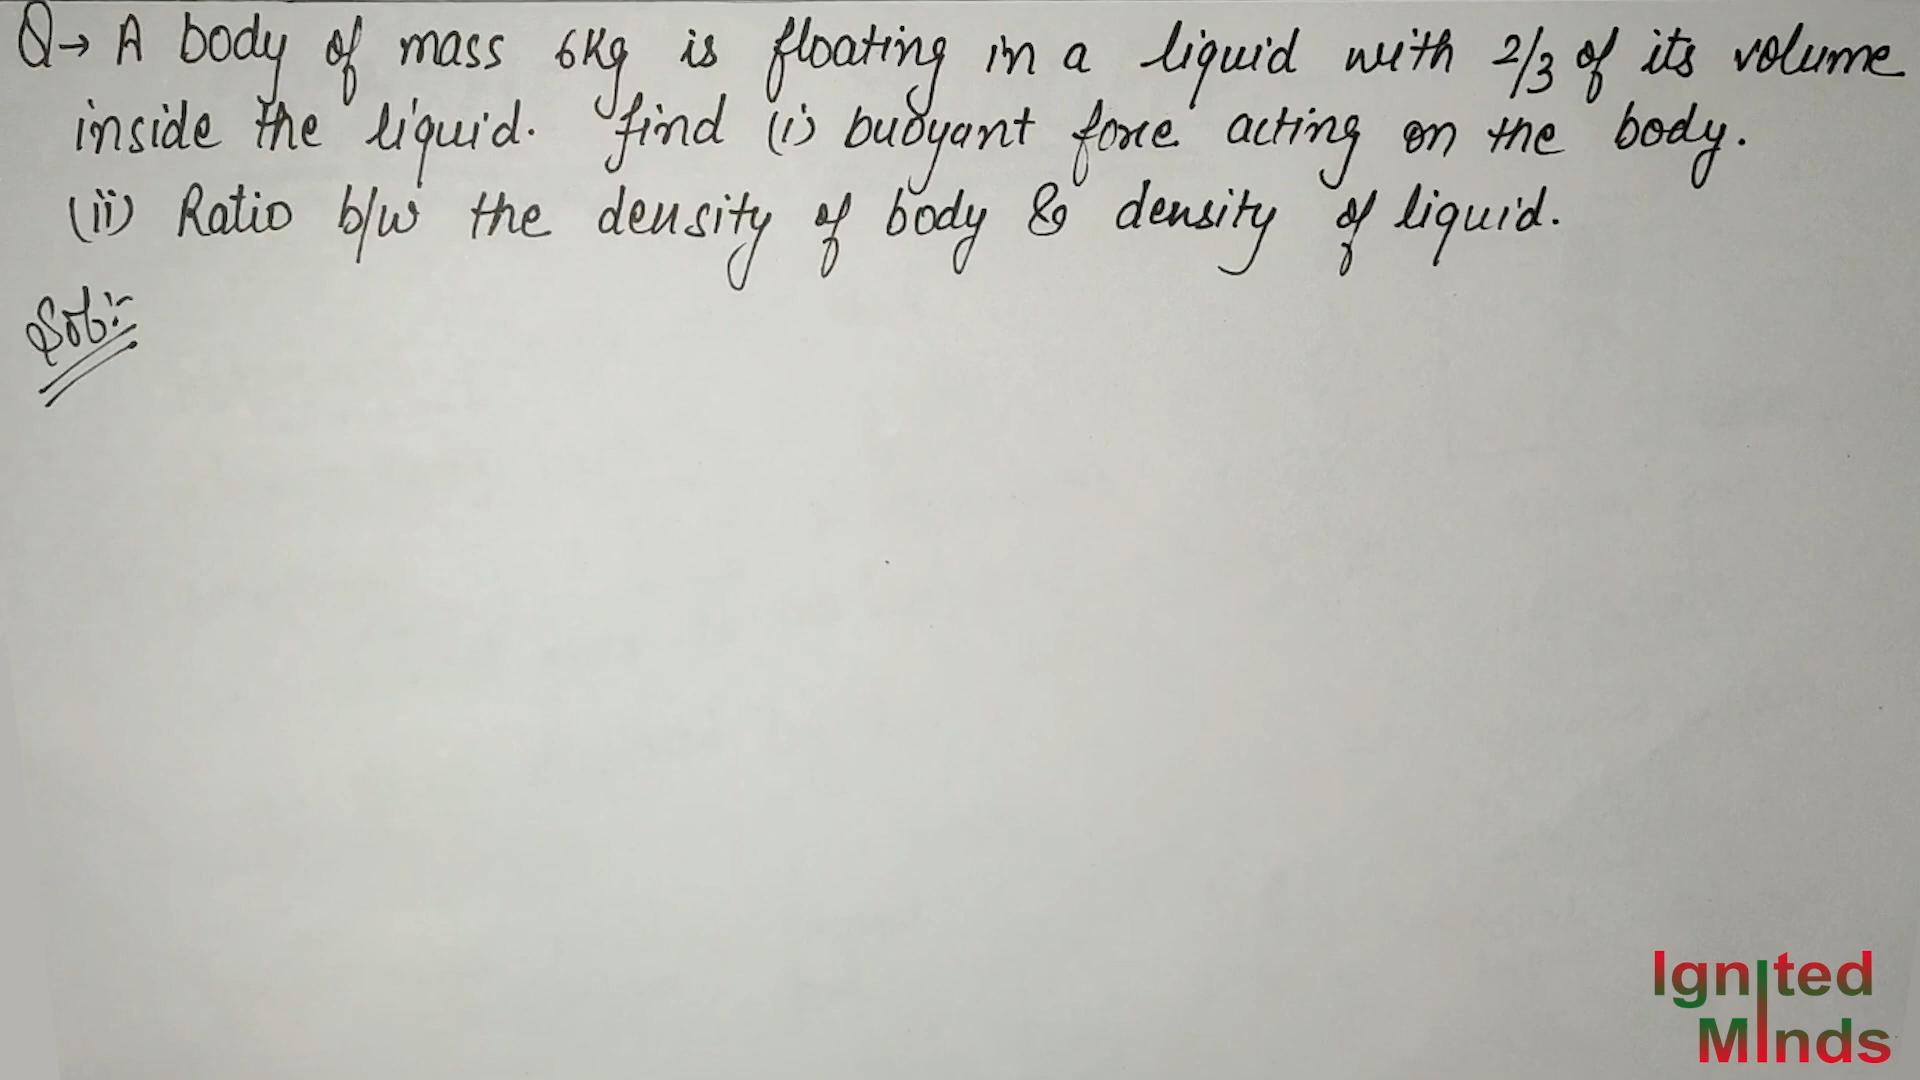 Q→ A body of mass 6Kg is floating in a liquid with 2/3 of its volume
inside the liquid. find (i) buoyant force acting on the body.
(ii) Ratio b/w the density of body & density of liquid.
Sol:-
Ignited
Minds